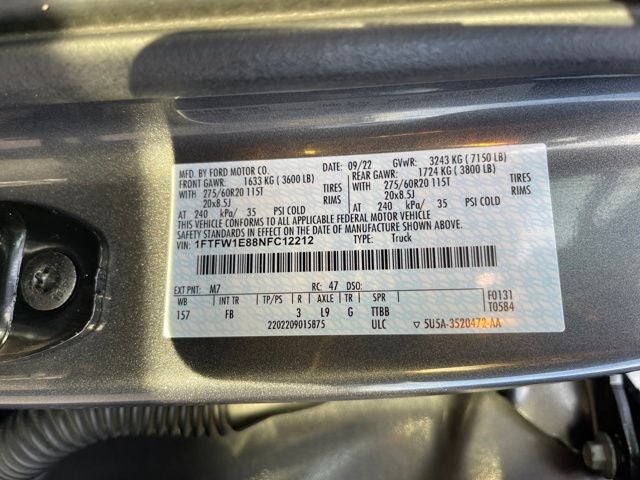 MFD. BY FORD MOTOR CO. DATE: 09/22 GVWR: 3243 KG ( 7150 LB)
FRONT GAWR: 1633 KG ( 3600 LB) REAR GAWR: 1724 KG ( 3800 LB)
WITH 275/60R20 115T TIRES WITH 275/60R20 115T TIRES
20x8.5J RIMS 20x8.5J RIMS
AT 240 kPa/ 35 PSI COLD AT 240 kPa/ 35 PSI COLD
THIS VEHICLE CONFORMS TO ALL APPLICABLE FEDERAL MOTOR VEHICLE
SAFETY STANDARDS IN EFFECT ON THE DATE OF MANUFACTURE SHOWN ABOVE.
VIN: 1FTFW1E88NFC12212 TYPE: Truck
EXT PNT: M7 RC: 47 DSO:
WB INT TR TP/PS R AXLE TR SPR
157 FB 3 L9 G TTBB
2202209015875 ULC ▽ 5U5A-3520472-AA
F0131
T0584